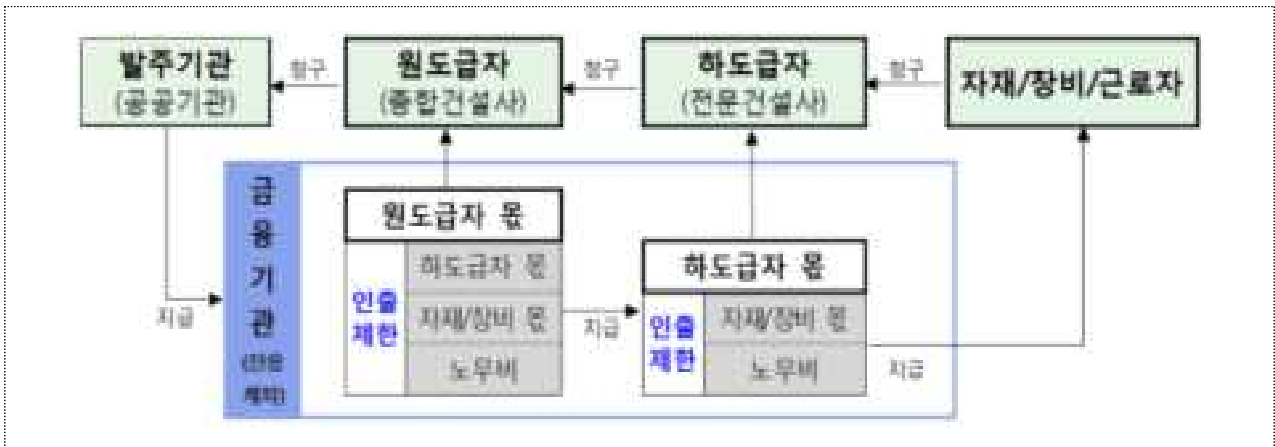 발주기관
(공공기관)
청구
원도급자
(종합건설사)
청구
하도급자
(전문건설사)
청구
자재/장비/근로자
지급
금융기관
원도급자 몫
인출
제한
하도급자 몫
자재/장비 몫
노무비
지급
하도급자 몫
인출
제한
자재/장비 몫
노무비
지급